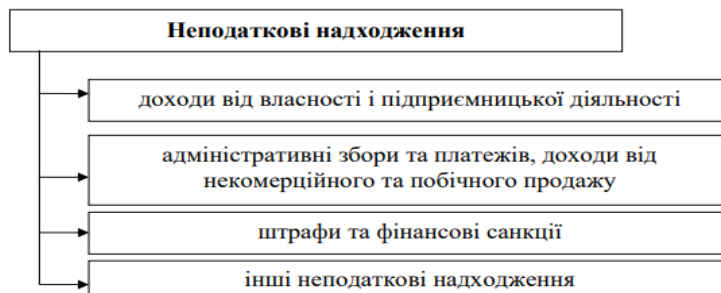 Неподаткові надходження
доходи від власності і підприємницької діяльності
адміністративні збори та платежів, доходи від
некомерційного та побічного продажу
штрафи та фінансові санкції
інші неподаткові надходження